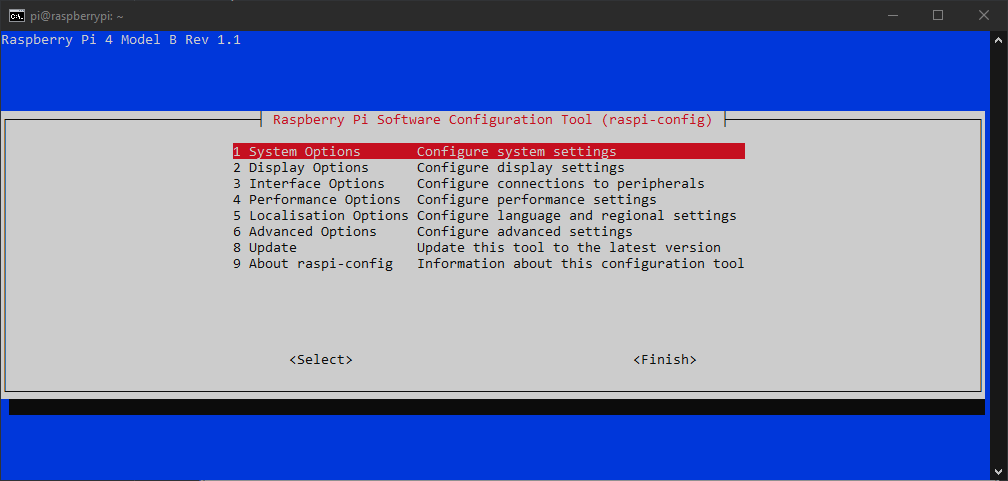 pi@raspberrypi: ~
Raspberry Pi 4 Model B Rev 1.1
Raspberry Pi Software Configuration Tool (raspi-config)
1 System Options       Configure system settings
2 Display Options      Configure display settings
3 Interface Options    Configure connections to peripherals
4 Performance Options  Configure performance settings
5 Localisation Options Configure language and regional settings
6 Advanced Options     Configure advanced settings
8 Update               Update this tool to the latest version
9 About raspi-config   Information about this configuration tool
<Select>                                   <Finish>